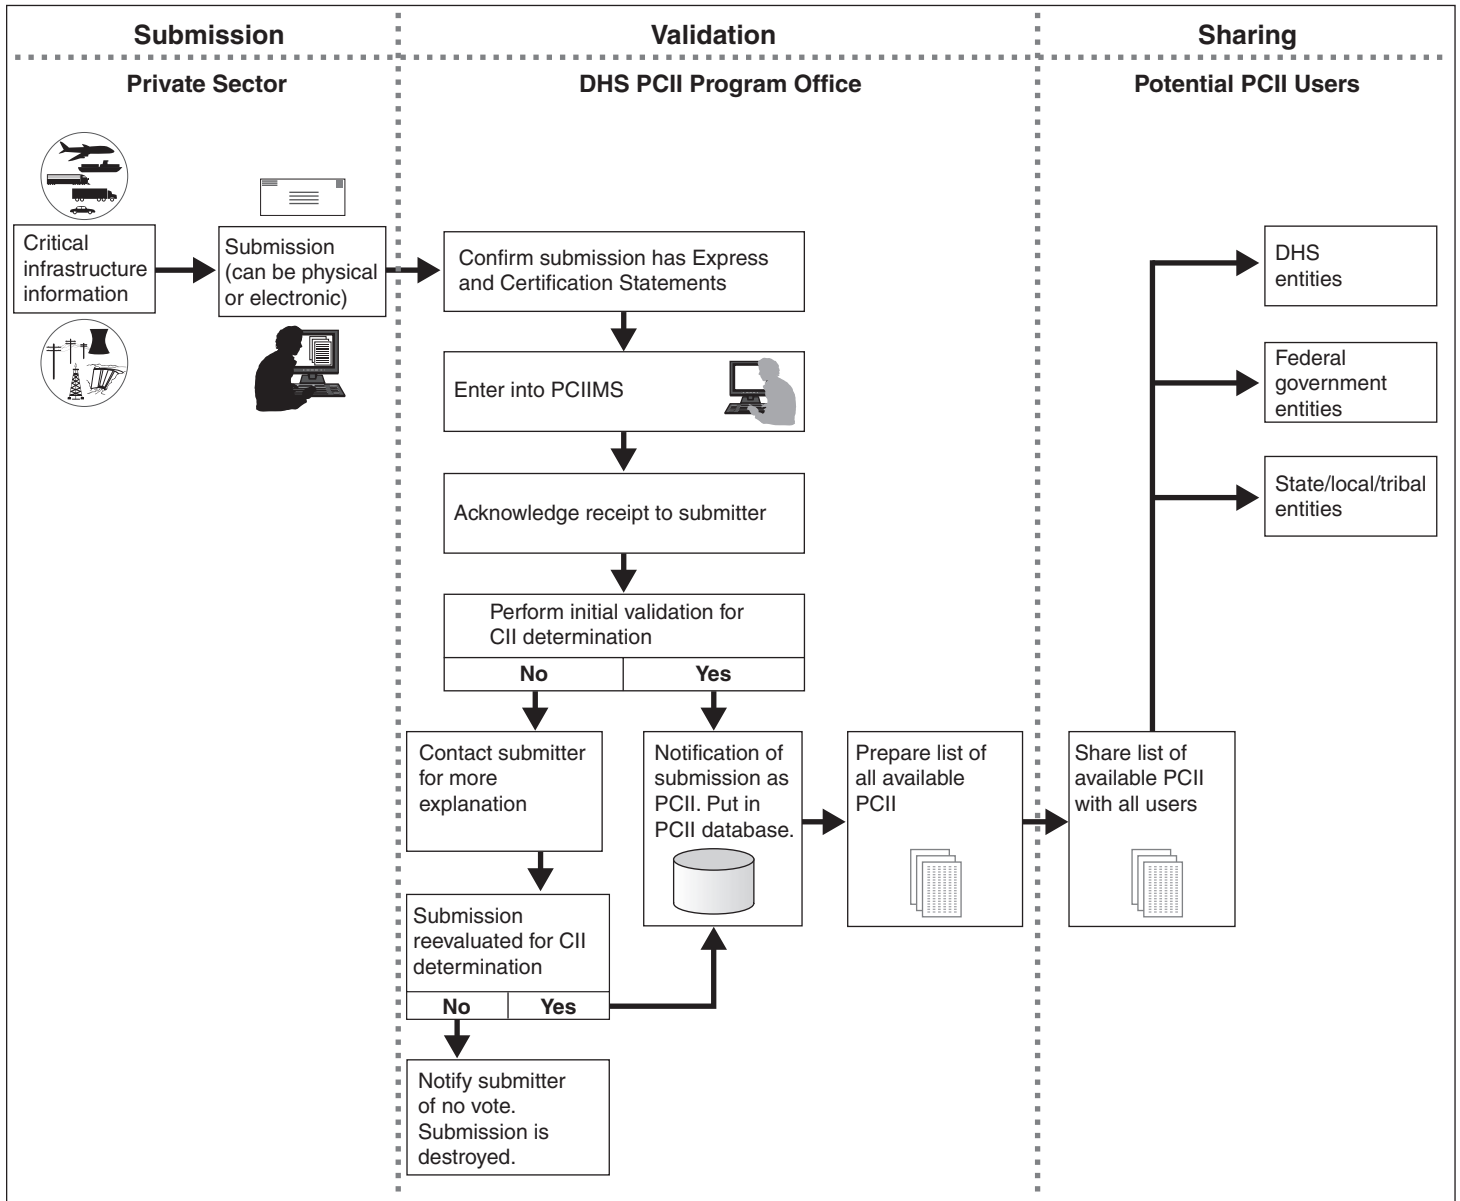 Submission
Validation
Sharing
Private Sector
DHS PCII Program Office
Potential PCII Users
Critical
infrastructure
information
Submission
(can be physical
or electronic)
Confirm submission has Express
and Certification Statements
Enter into PCIIMS
Acknowledge receipt to submitter
Perform initial validation for
CII determination
No
Yes
Contact submitter
for more
explanation
Submission
reevaluated for CII
determination
No
Yes
Notify submitter
of no vote.
Submission is
destroyed.
Notification of
submission as
PCII. Put in
PCII database.
Prepare list of
all available
PCII
Share list of
available PCII
with all users
DHS
entities
Federal
government
entities
State/local/tribal
entities